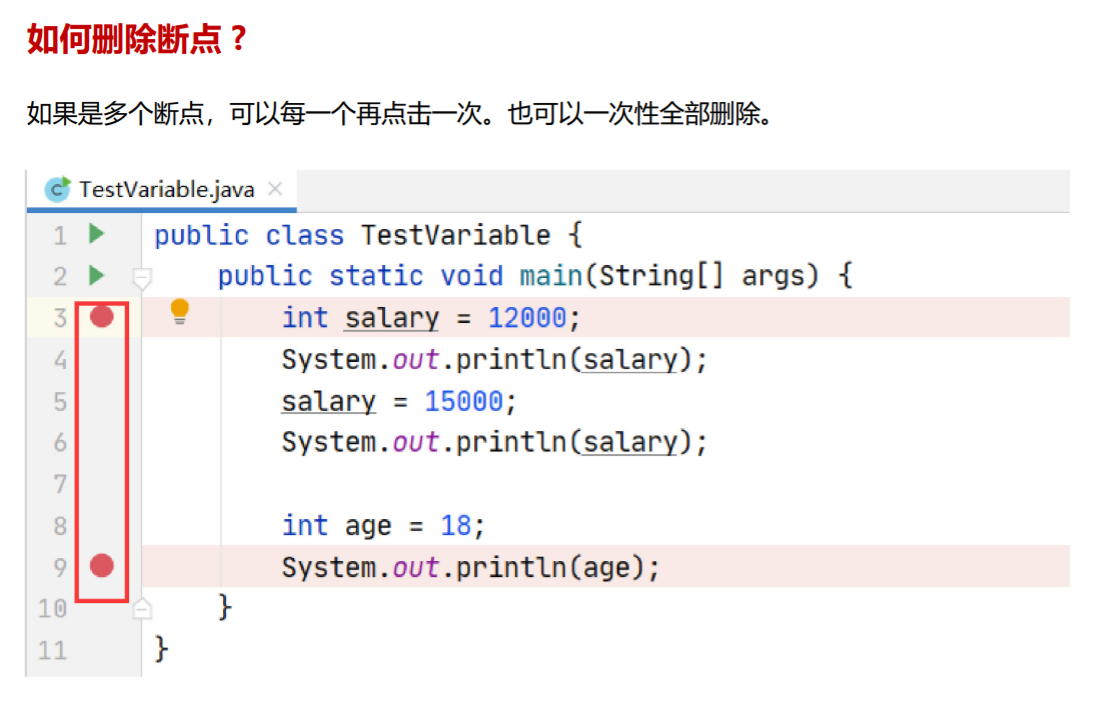 如何删除断点？
如果是多个断点，可以每一个再点击一次。也可以一次性全部删除。
TestVariable.java
1 public class TestVariable {
2 public static void main(String[] args) {
3 int salary = 12000;
4 System.out.println(salary);
5 salary = 15000;
6 System.out.println(salary);
7
8 int age = 18;
9 System.out.println(age);
10 }
11 }